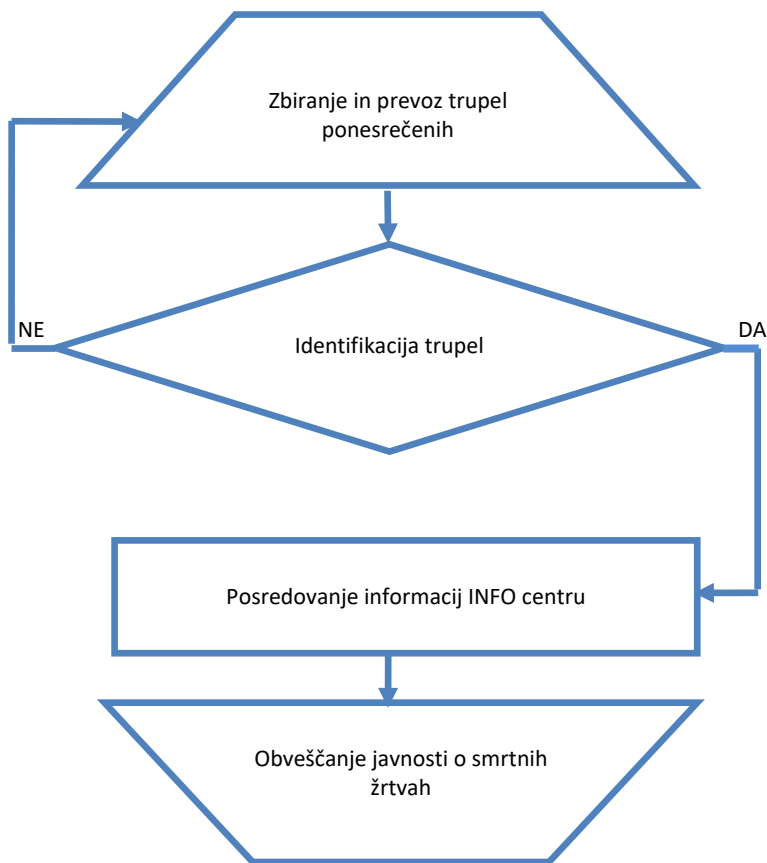 Zbiranje in prevoz trupel
ponesrečenih
NE
Identifikacija trupel
DA
Posredovanje informacij INFO centru
Obveščanje javnosti o smrtnih
žrtvah